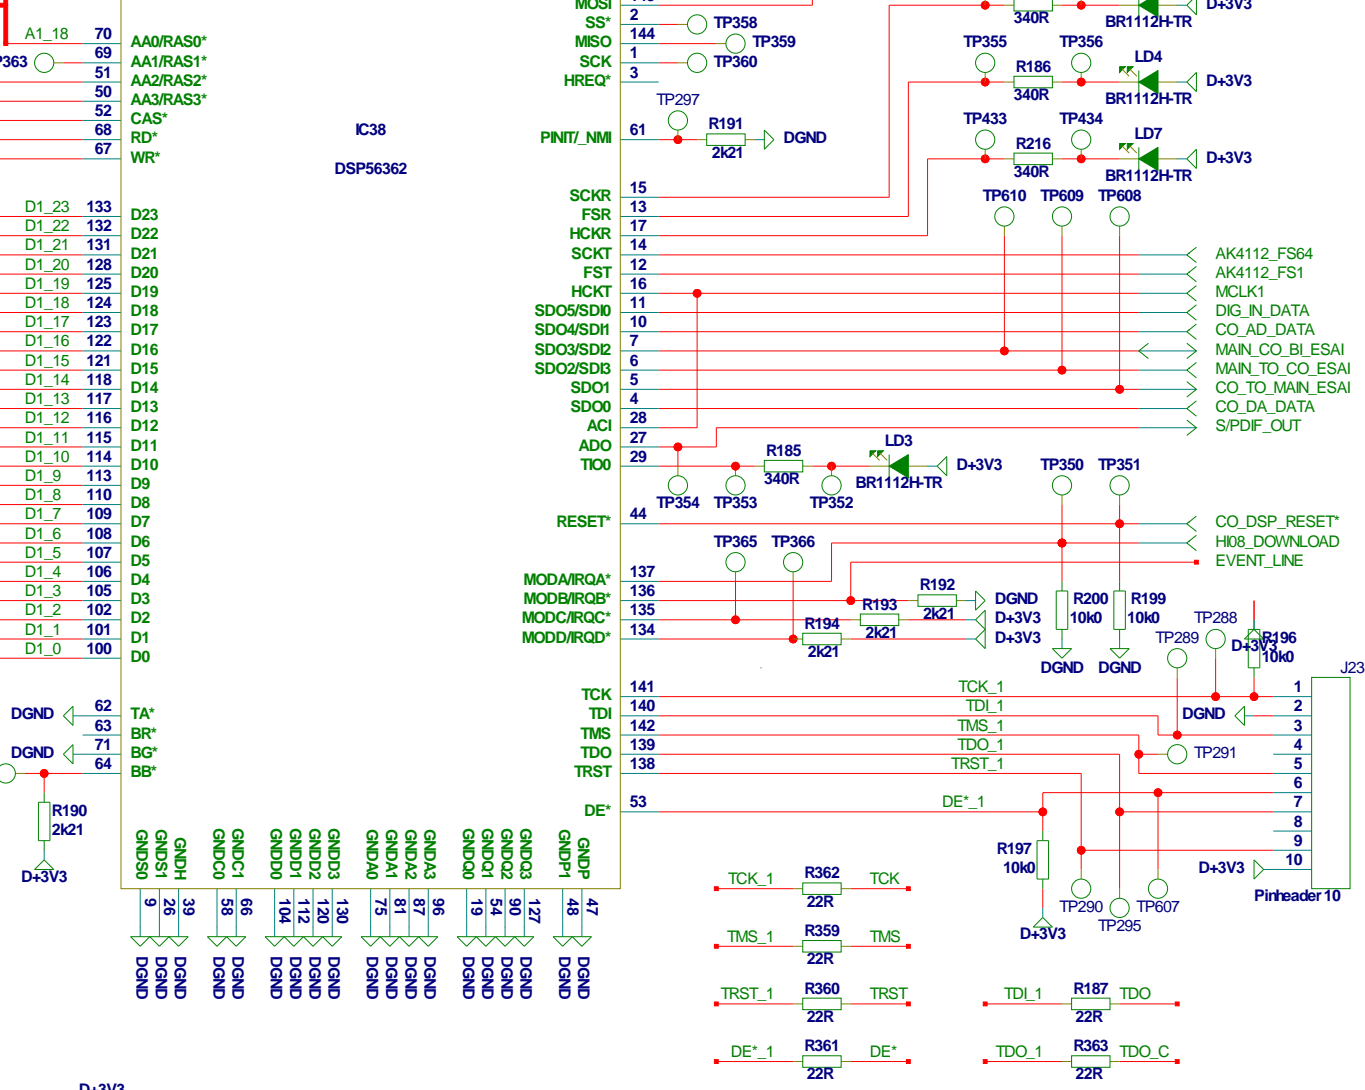 MOSI
SS* 2 TP358
MISO 144 TP359
SCK 1 TP360
HREQ* 3
340R
BR1112H-TR
D+3V3
A1_18 70 AA0/RAS0*
69 AA1/RAS1*
51 AA2/RAS2*
50 AA3/RAS3*
52 CAS*
68 RD*
67 WR*
IC38
DSP56362
TP355 TP356 LD4
R186
340R
BR1112H-TR
D+3V3
TP297
PINIT/_NMI 61 R191 DGND
2k21
TP433 TP434 LD7
R216
340R
BR1112H-TR
D+3V3
TP610 TP609 TP608
D1_23 133 D23
D1_22 132 D22
D1_21 131 D21
D1_20 128 D20
D1_19 125 D19
D1_18 124 D18
D1_17 123 D17
D1_16 122 D16
D1_15 121 D15
D1_14 118 D14
D1_13 117 D13
D1_12 116 D12
D1_11 115 D11
D1_10 114 D10
D1_9 113 D9
D1_8 110 D8
D1_7 109 D7
D1_6 108 D6
D1_5 107 D5
D1_4 106 D4
D1_3 105 D3
D1_2 102 D2
D1_1 101 D1
D1_0 100 D0
SCKR 15
FSR 13
HCKR 17
SCKT 14 AK4112_FS64
FST 12 AK4112_FS1
HCKT 16 MCLK1
SDO5/SDI0 11 DIG_IN_DATA
SDO4/SDI1 10 CO_AD_DATA
SDO3/SDI2 7 MAIN_CO_BI_ESAI
SDO2/SDI3 6 MAIN_TO_CO_ESAI
SDO1 5 CO_TO_MAIN_ESAI
SDO0 4 CO_DA_DATA
ACI 28 S/PDIF_OUT
ADO 27
TIO0 29
R185
340R
LD3
BR1112H-TR
D+3V3
TP354 TP353 TP352
TP350 TP351
RESET* 44 CO_DSP_RESET*
HI08_DOWNLOAD
EVENT_LINE
TP365 TP366
MODA/IRQA* 137
MODB/IRQB* 136
MODC/IRQC* 135
MODD/IRQD* 134
R192
2k21
DGND
R193
2k21
D+3V3
R194
2k21
D+3V3
R200
10k0
DGND
R199
10k0
DGND
TP289
TP288
D+3V3
R196
10k0
J23
TCK 141 TCK_1 1
TDI 140 TDI_1 DGND 2
TMS 142 TMS_1 3
TDO 139 TDO_1 TP291 4
TRST 138 TRST_1 5
6
DE* 53 DE*_1 7
8
9
D+3V3 10
Pinheader 10
DGND 62 TA*
63 BR*
DGND 71 BG*
64 BB*
R190
2k21
D+3V3
R197
10k0
D+3V3
TP290 TP295 TP607
GNDS0 GNDS1 GNDH GNDC0 GNDC1 GNDD0 GNDD1 GNDD2 GNDD3 GNDA0 GNDA1 GNDA2 GNDA3 GNDQ0 GNDQ1 GNDQ2 GNDQ3 GNDP1 GNDP
9 26 39 58 66 104 112 120 130 75 81 87 96 19 54 90 127 48 47
DGND DGND DGND DGND DGND DGND DGND DGND DGND DGND DGND DGND DGND DGND DGND DGND DGND DGND DGND
TCK_1 R362 TCK
22R
TMS_1 R359 TMS
22R
TRST_1 R360 TRST
22R
DE*_1 R361 DE*
22R
TDI_1 R187 TDO
22R
TDO_1 R363 TDO_C
22R
D+3V3